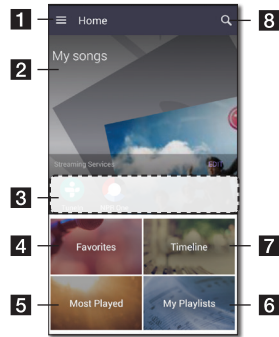 1
Home
8
My songs
2
Streaming Services
EDIT
3
4
Favorites
Timeline
7
5
Most Played
My Playlists
6